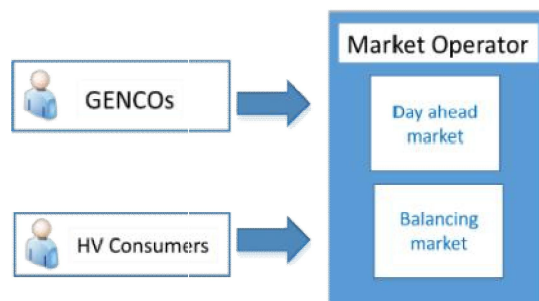 Market Operator
GENCOs
Day ahead
market
HV Consumers
Balancing
market